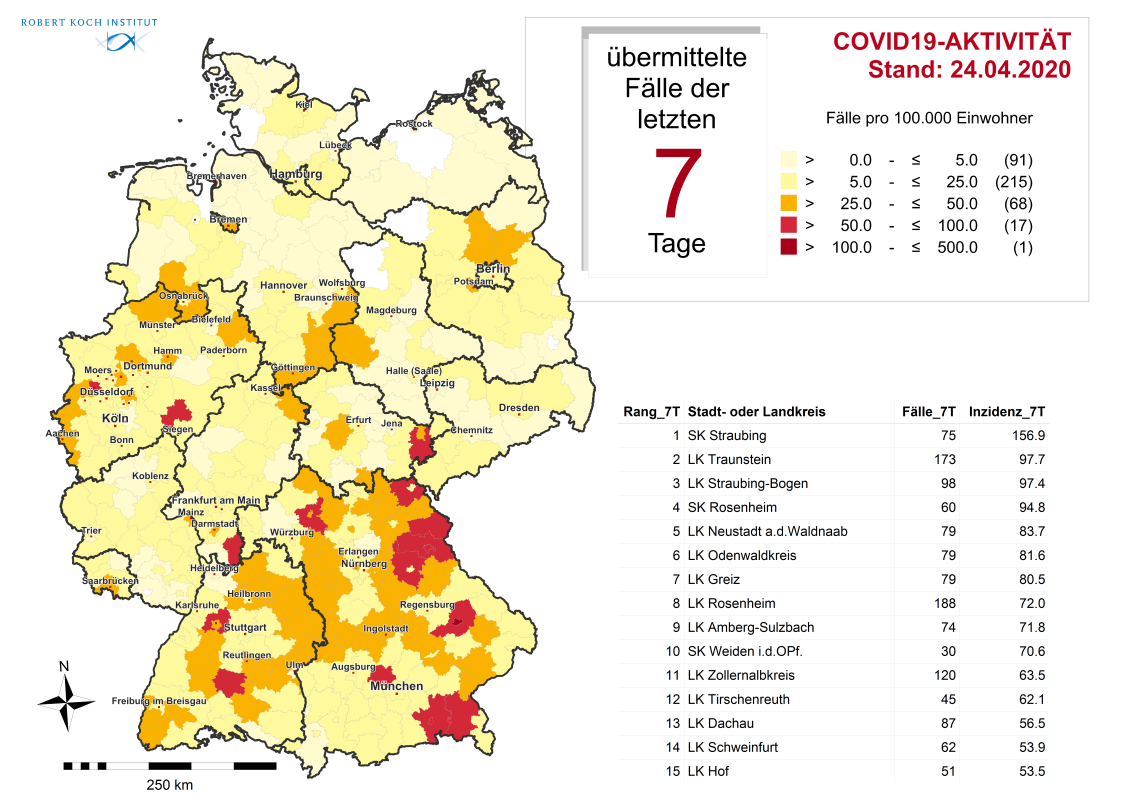 ROBERT KOCH INSTITUT
übermittelte
Fälle der
letzten
7
Tage
COVID19-AKTIVITÄT
Stand: 24.04.2020
Fälle pro 100.000 Einwohner
> 0.0 - ≤ 5.0 (91)
> 5.0 - ≤ 25.0 (215)
> 25.0 - ≤ 50.0 (68)
> 50.0 - ≤ 100.0 (17)
> 100.0 - ≤ 500.0 (1)
Kiel
Rostock
Lübeck
Hamburg
Bremerhaven
Bremen
Berlin
Potsdam
Hannover
Wolfsburg
Braunschweig
Osnabrück
Magdeburg
Münster
Bielefeld
Hamm
Paderborn
Moers
Dortmund
Göttingen
Halle (Saale)
Düsseldorf
Kassel
Leipzig
Köln
Dresden
Siegen
Erfurt
Jena
Chemnitz
Aachen
Bonn
Koblenz
Frankfurt am Main
Mainz
Darmstadt
Trier
Würzburg
Erlangen
Nürnberg
Heidelberg
Saarbrücken
Heilbronn
Karlsruhe
Regensburg
Stuttgart
Ingolstadt
Reutlingen
Ulm
Augsburg
München
Freiburg im Breisgau
N
250 km
Rang_7T Stadt- oder Landkreis Fälle_7T Inzidenz_7T
1 SK Straubing 75 156.9
2 LK Traunstein 173 97.7
3 LK Straubing-Bogen 98 97.4
4 SK Rosenheim 60 94.8
5 LK Neustadt a.d.Waldnaab 79 83.7
6 LK Odenwaldkreis 79 81.6
7 LK Greiz 79 80.5
8 LK Rosenheim 188 72.0
9 LK Amberg-Sulzbach 74 71.8
10 SK Weiden i.d.OPf. 30 70.6
11 LK Zollernalbkreis 120 63.5
12 LK Tirschenreuth 45 62.1
13 LK Dachau 87 56.5
14 LK Schweinfurt 62 53.9
15 LK Hof 51 53.5